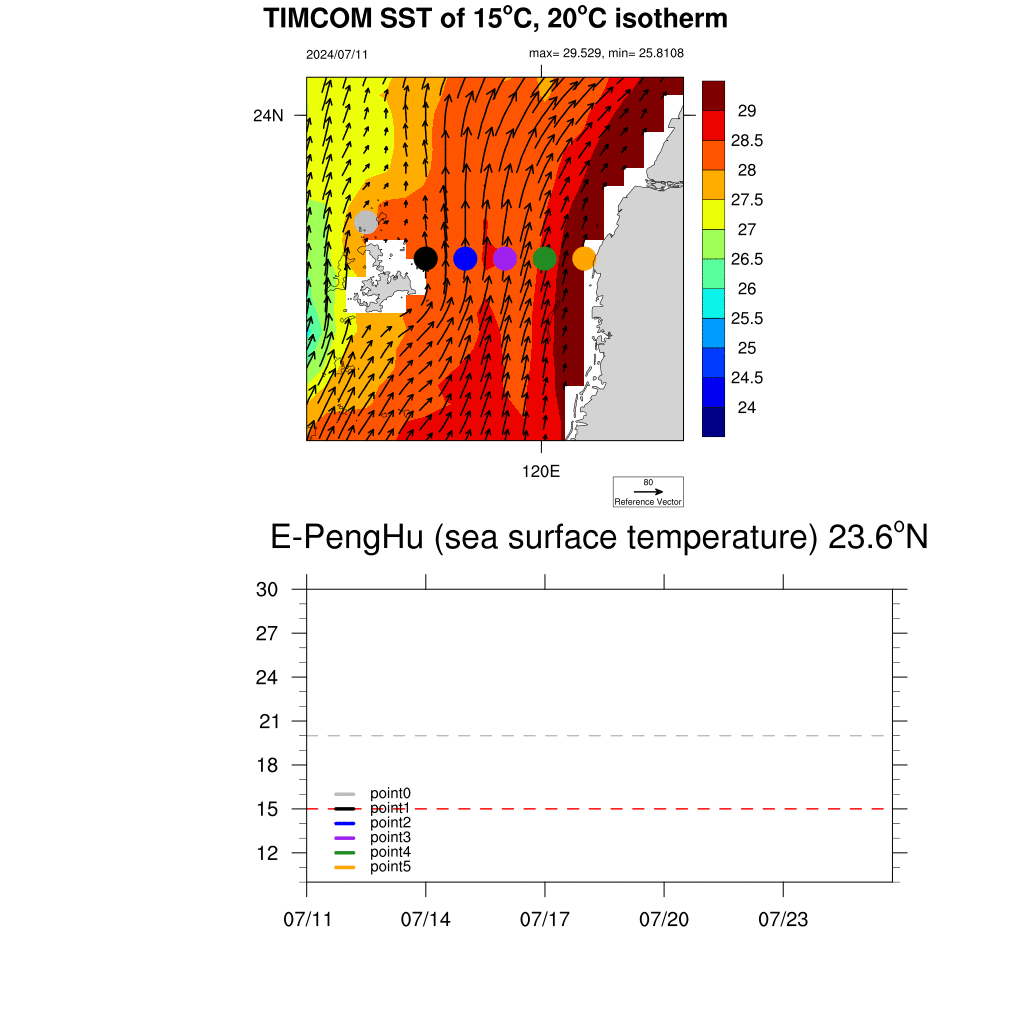 TIMCOM SST of 15°C, 20°C isotherm
2024/07/11 max= 29.529, min= 25.8108
24N
29
28.5
28
27.5
27
26.5
26
25.5
25
24.5
24
120E
80
Reference Vector
E-PengHu (sea surface temperature) 23.6°N
30
27
24
21
18
15
12
point0
point1
point2
point3
point4
point5
07/11 07/14 07/17 07/20 07/23